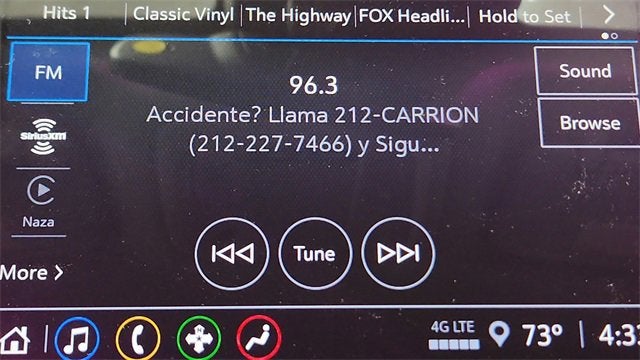 Hits 1
Classic Vinyl
The Highway
FOX Headli...
Hold to Set
FM
96.3
Sound
Accidente? Llama 212-CARRION
(212-227-7466) y Sigu...
Browse
SiriusXM
Naza
Tune
More
4G LTE
73°
4:3